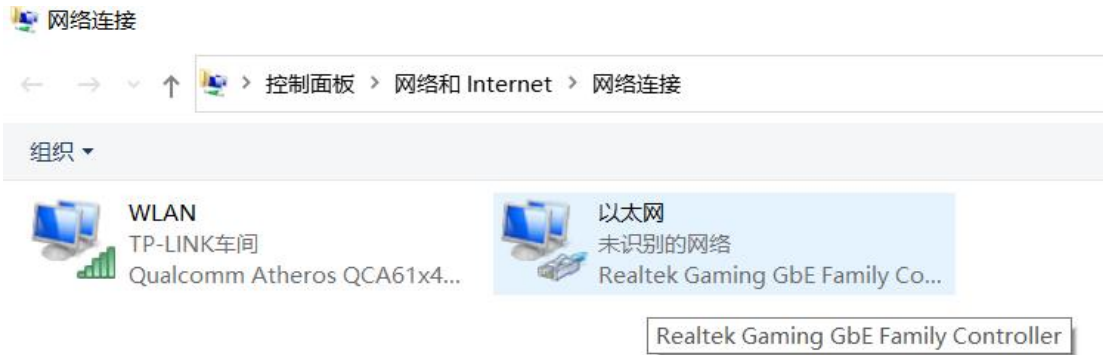 网络连接
控制面板 > 网络和 Internet > 网络连接
组织
WLAN
TP-LINK车间
Qualcomm Atheros QCA61x4...
以太网
未识别的网络
Realtek Gaming GbE Family Co...
Realtek Gaming GbE Family Controller